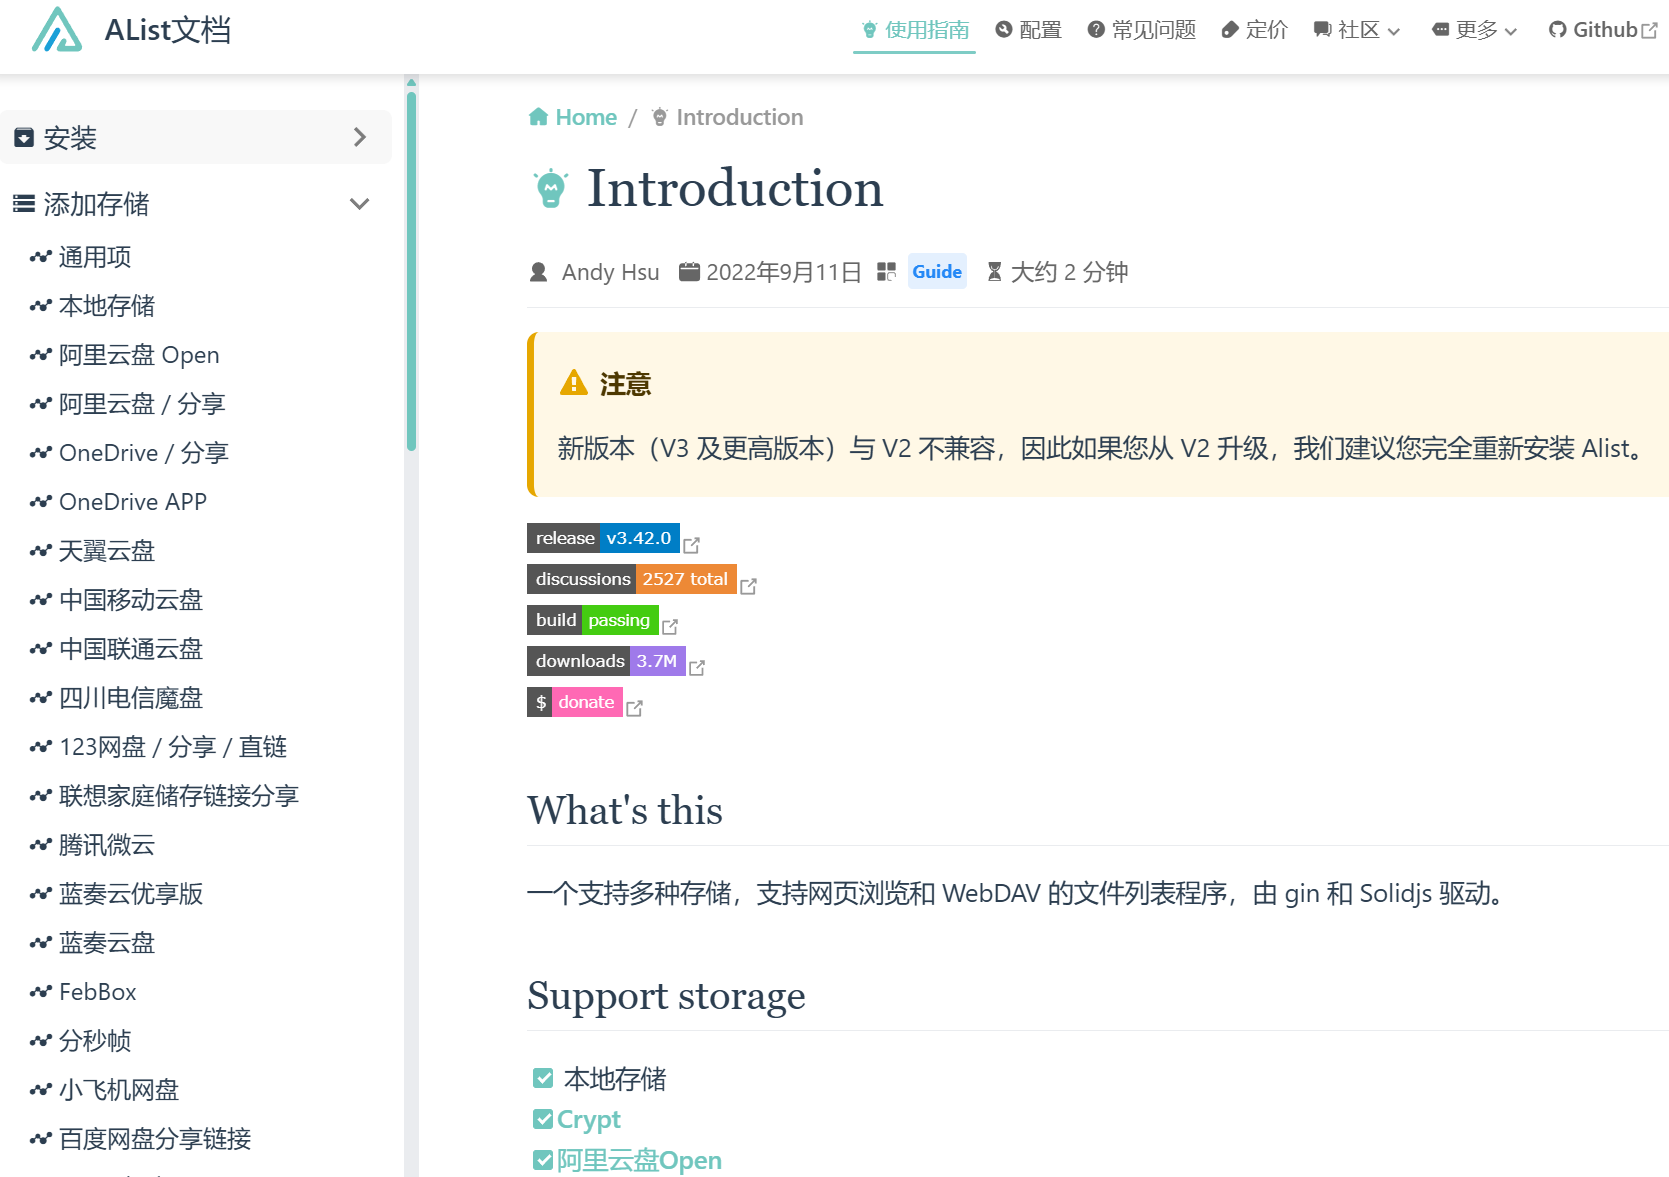 AList文档
使用指南 配置 常见问题 定价 社区 更多 Github
安装
添加存储
通用项
本地存储
阿里云盘 Open
阿里云盘 / 分享
OneDrive / 分享
OneDrive APP
天翼云盘
中国移动云盘
中国联通云盘
四川电信魔盘
123网盘 / 分享 / 直链
联想家庭储存链接分享
腾讯微云
蓝奏云优享版
蓝奏云盘
FebBox
分秒帧
小飞机网盘
百度网盘分享链接
Home / Introduction
Introduction
Andy Hsu 2022年9月11日 Guide 大约 2 分钟
注意
新版本（V3 及更高版本）与 V2 不兼容，因此如果您从 V2 升级，我们建议您完全重新安装 Alist。
release v3.42.0
discussions 2527 total
build passing
downloads 3.7M
$ donate
What's this
一个支持多种存储，支持网页浏览和 WebDAV 的文件列表程序，由 gin 和 Solidjs 驱动。
Support storage
本地存储
Crypt
阿里云盘Open